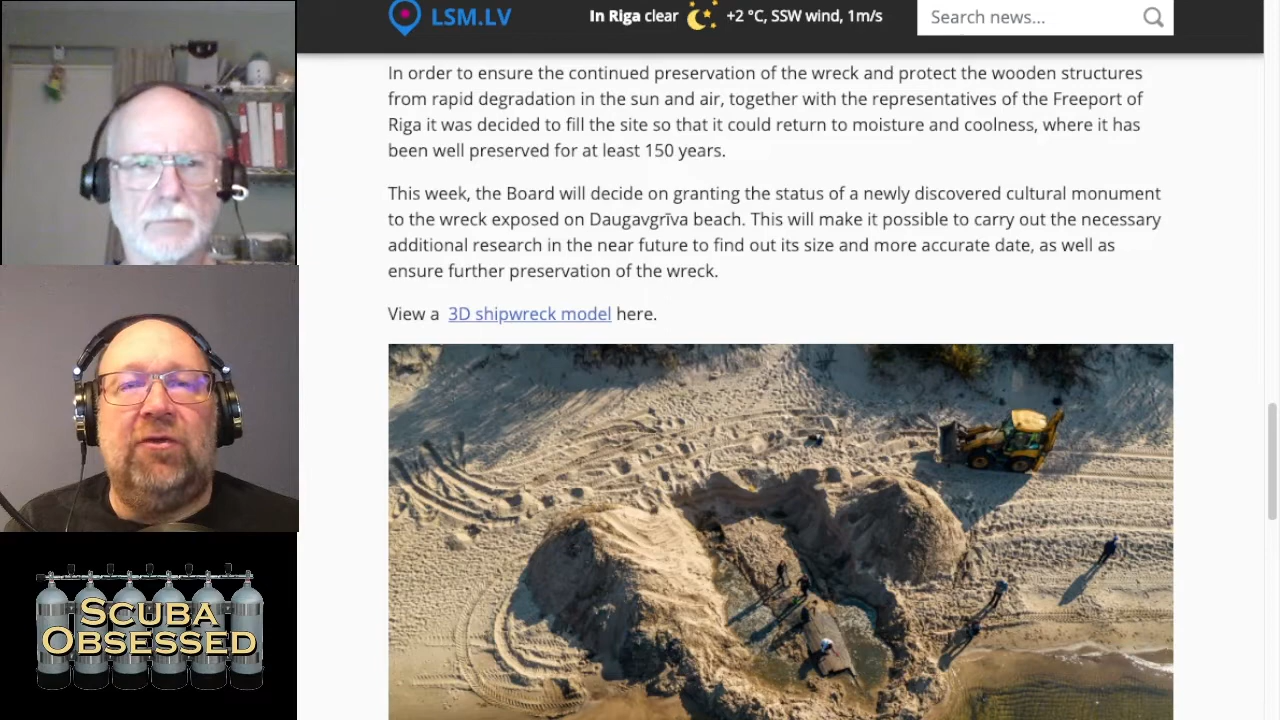 LSM.LV
In Riga clear +2 °C, SSW wind, 1m/s
Search news...
In order to ensure the continued preservation of the wreck and protect the wooden structures
from rapid degradation in the sun and air, together with the representatives of the Freeport of
Riga it was decided to fill the site so that it could return to moisture and coolness, where it has
been well preserved for at least 150 years.
This week, the Board will decide on granting the status of a newly discovered cultural monument
to the wreck exposed on Daugavgrīva beach. This will make it possible to carry out the necessary
additional research in the near future to find out its size and more accurate date, as well as
ensure further preservation of the wreck.
View a 3D shipwreck model here.
SCUBA
OBSESSED